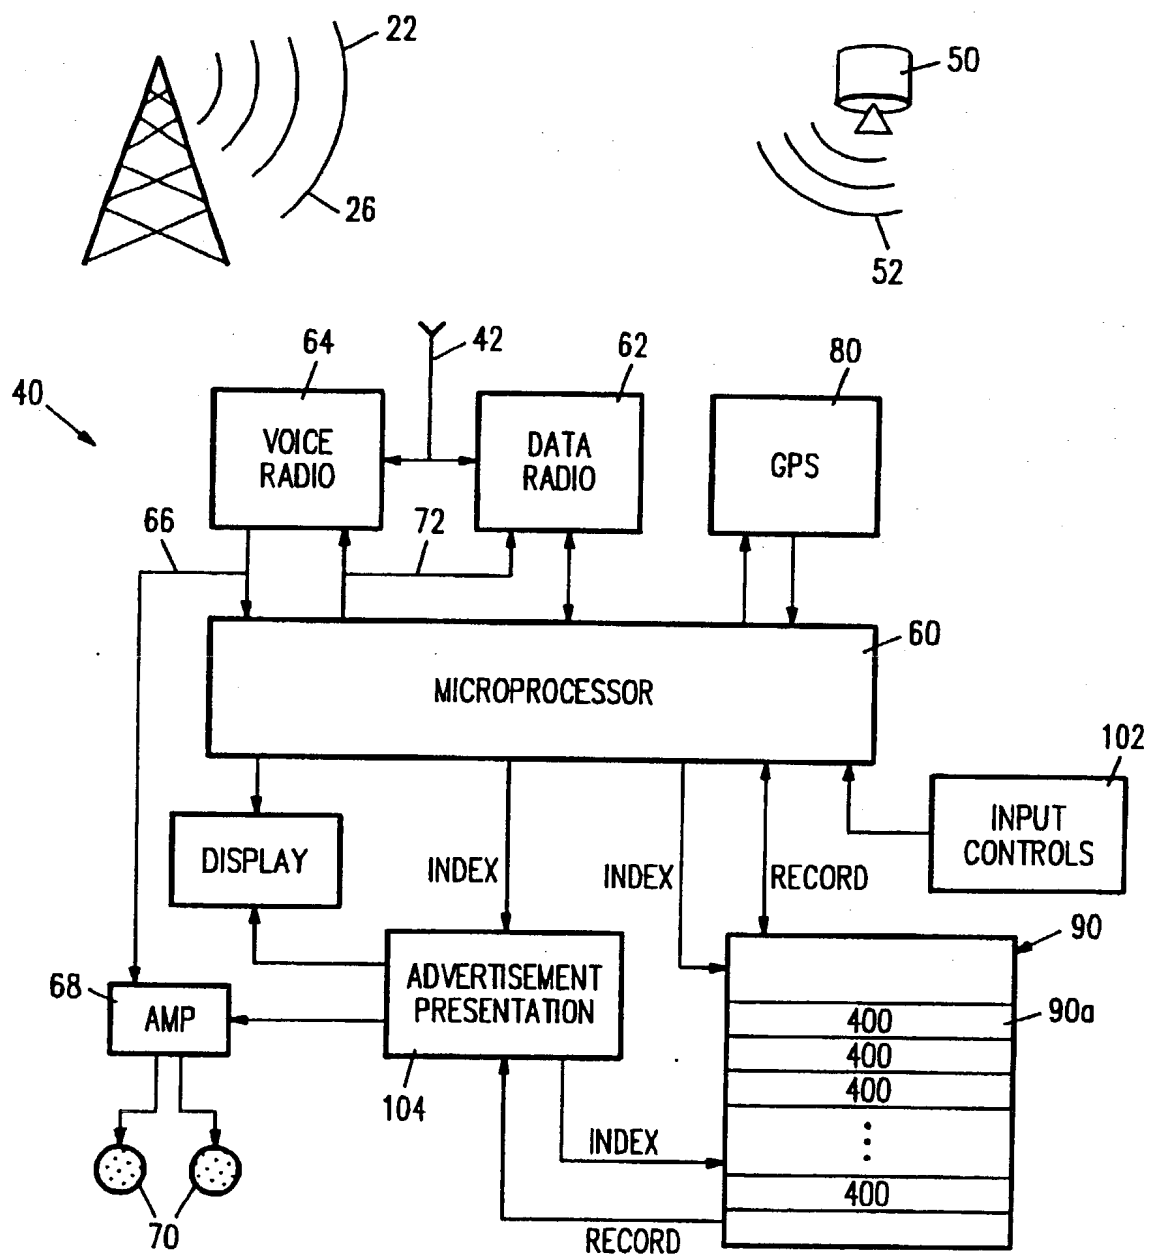 22
50
26
52
64
42
62
80
40
VOICE
RADIO
DATA
RADIO
GPS
66
72
60
MICROPROCESSOR
102
INPUT
CONTROLS
DISPLAY
INDEX
INDEX
RECORD
90
ADVERTISEMENT
PRESENTATION
68
AMP
400
90a
400
400
104
INDEX
400
70
RECORD